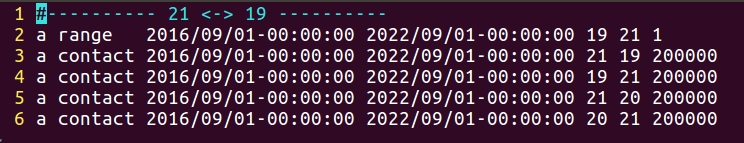 1 #---------- 21 <-> 19 ----------
2 a range   2016/09/01-00:00:00 2022/09/01-00:00:00 19 21 1
3 a contact 2016/09/01-00:00:00 2022/09/01-00:00:00 21 19 200000
4 a contact 2016/09/01-00:00:00 2022/09/01-00:00:00 19 21 200000
5 a contact 2016/09/01-00:00:00 2022/09/01-00:00:00 21 20 200000
6 a contact 2016/09/01-00:00:00 2022/09/01-00:00:00 20 21 200000